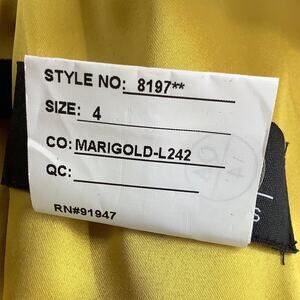 STYLE NO: 8197**
SIZE: 4
CO: MARIGOLD-L242
QC:
RN#91947
S